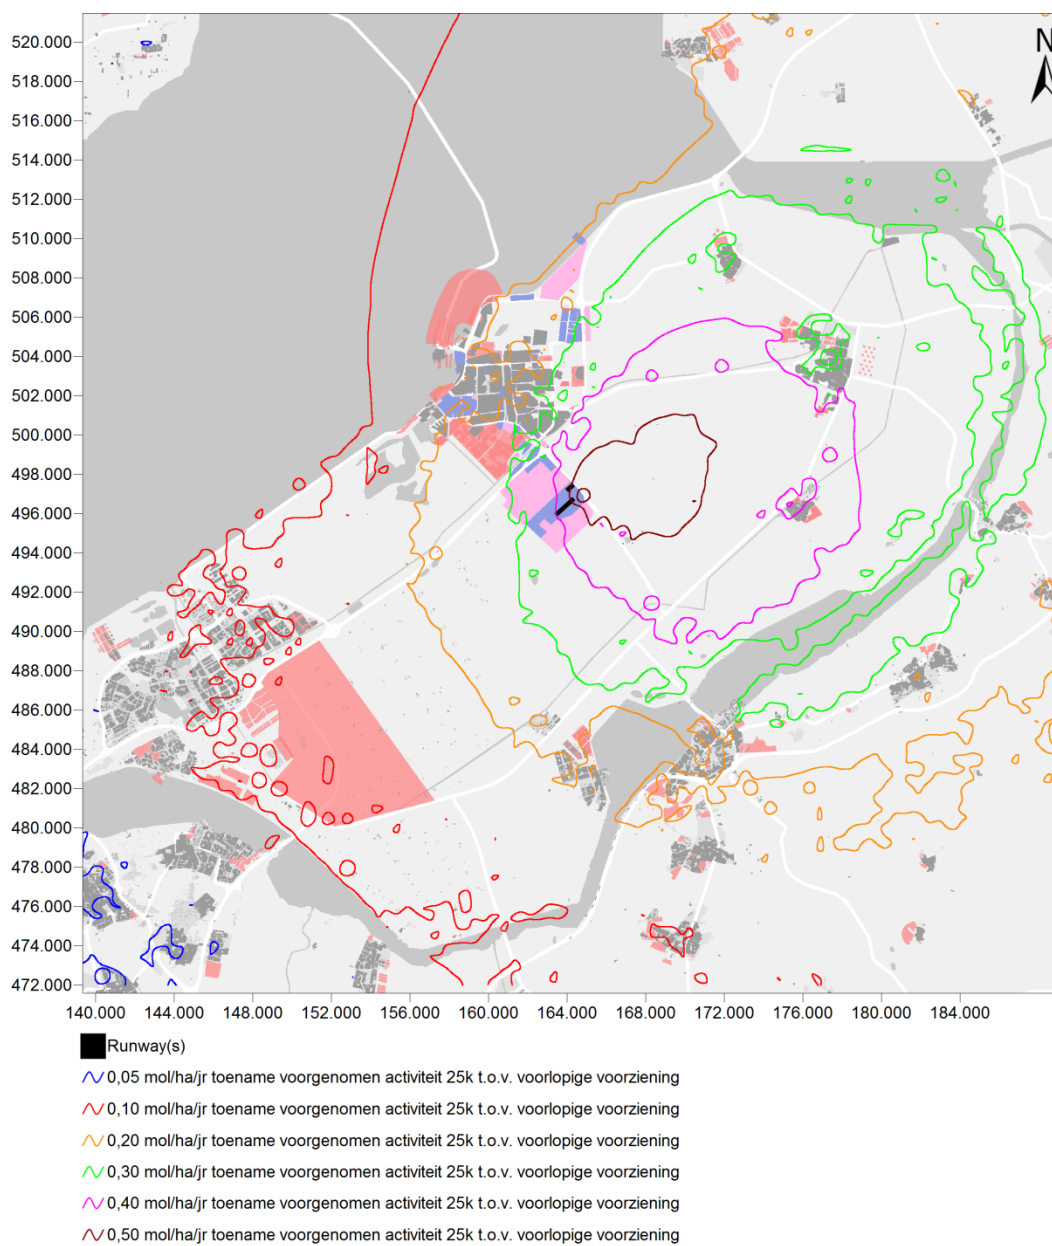 520.000
518.000
516.000
514.000
512.000
510.000
508.000
506.000
504.000
502.000
500.000
498.000
496.000
494.000
492.000
490.000
488.000
486.000
484.000
482.000
480.000
478.000
476.000
474.000
472.000
N
140.000 144.000 148.000 152.000 156.000 160.000 164.000 168.000 172.000 176.000 180.000 184.000
Runway(s)
0,05 mol/ha/jr toename voorgenomen activiteit 25k t.o.v. voorlopige voorziening
0,10 mol/ha/jr toename voorgenomen activiteit 25k t.o.v. voorlopige voorziening
0,20 mol/ha/jr toename voorgenomen activiteit 25k t.o.v. voorlopige voorziening
0,30 mol/ha/jr toename voorgenomen activiteit 25k t.o.v. voorlopige voorziening
0,40 mol/ha/jr toename voorgenomen activiteit 25k t.o.v. voorlopige voorziening
0,50 mol/ha/jr toename voorgenomen activiteit 25k t.o.v. voorlopige voorziening